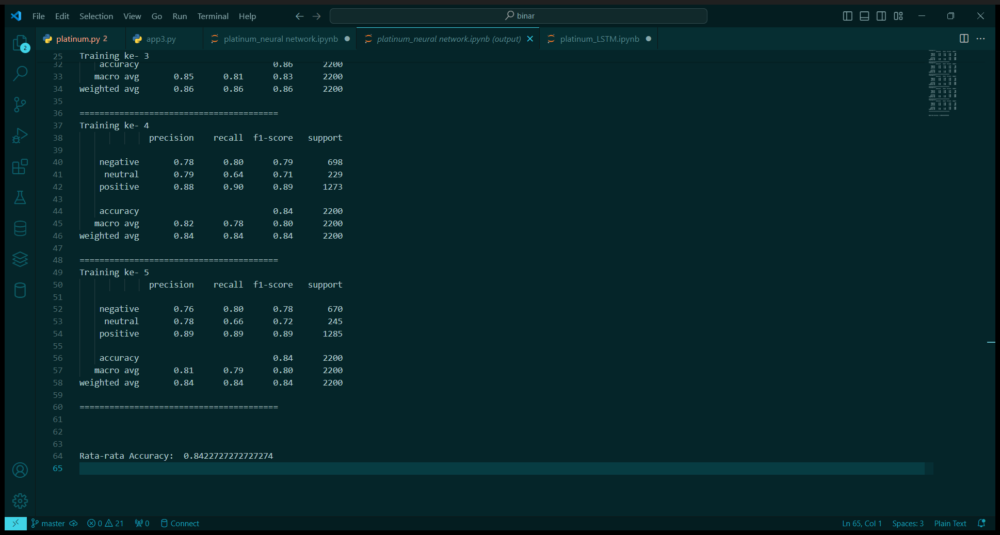 File Edit Selection View Go Run Terminal Help binar
platinum.py 2 app3.py platinum_neural network.ipynb platinum_neural network.ipynb (output) platinum_LSTM.ipynb
2
25 Training ke- 3
32 accuracy 0.86 2200
33 macro avg 0.85 0.81 0.83 2200
34 weighted avg 0.86 0.86 0.86 2200
35
36 ========================================
37 Training ke- 4
38 precision recall f1-score support
39
40 negative 0.78 0.80 0.79 698
41 neutral 0.79 0.64 0.71 229
42 positive 0.88 0.90 0.89 1273
43
44 accuracy 0.84 2200
45 macro avg 0.82 0.78 0.80 2200
46 weighted avg 0.84 0.84 0.84 2200
47
48 ========================================
49 Training ke- 5
50 precision recall f1-score support
51
52 negative 0.76 0.80 0.78 670
53 neutral 0.78 0.66 0.72 245
54 positive 0.89 0.89 0.89 1285
55
56 accuracy 0.84 2200
57 macro avg 0.81 0.79 0.80 2200
58 weighted avg 0.84 0.84 0.84 2200
59
60 ========================================
61
62
63
64 Rata-rata Accuracy: 0.8422727272727274
65
master 0 21 0 Connect Ln 65, Col 1 Spaces: 3 Plain Text